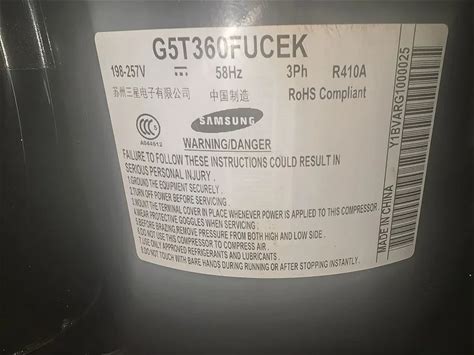 G5T360FUCEK
198-257V 58Hz 3Ph R410A
苏州三星电子有限公司 中国制造 RoHS Compliant
CCC
A044612
SAMSUNG
WARNING/DANGER
FAILURE TO FOLLOW THESE INSTRUCTIONS COULD RESULT IN
SERIOUS PERSONAL INJURY .
1.GROUND THE EQUIPMENT SECURELY .
2.TURN OFF POWER BEFORE SERVICING.
3.MOUNT THE TERMINAL COVER IN PLACE WHENEVER POWER IS APPLIED TO THIS COMPRESSOR
4.WEAR PROTECTIVE GOGGLES WHEN SERVICING.
5.BEFORE BRAZING,REMOVE PRESSURE FROM BOTH HIGH AND LOW SIDE .
6.DO NOT USE THIS COMPRESSOR TO COMPRESS AIR .
7.USE ONLY APPROVED REFRIGERANTS AND LUBRICANTS .
8.DO NOT TOUCH WITH BARE HANDS DURING RUNNING OR AFTER STOPPING INSTANTLY.
Y1BVARG1000025
MADE IN CHINA